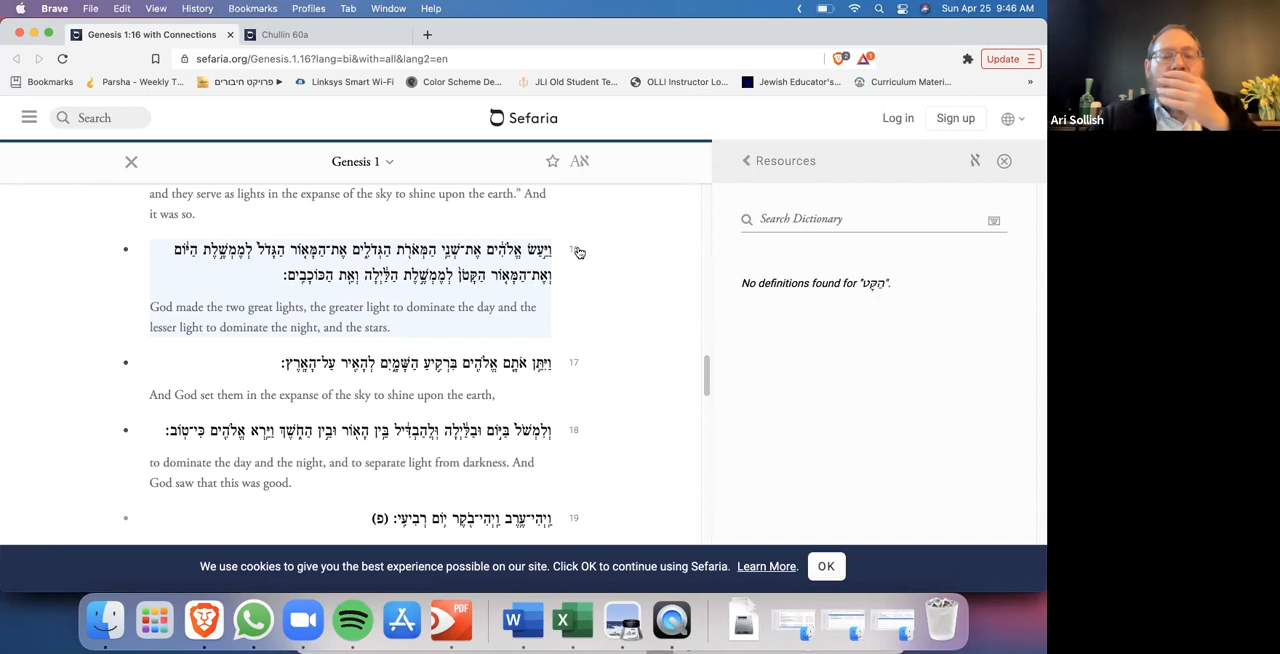 Brave File Edit View History Bookmarks Profiles Tab Window Help Sun Apr 25 9:46 AM
Genesis 1:16 with Connections
Chullin 60a
sefaria.org/Genesis.1.16?lang=bi&with=all&lang2=en
2
1
Update
Bookmarks
Parsha - Weekly T...
פרויקט חיבורים
Linksys Smart Wi-Fi
Color Scheme De...
JLI Old Student Te...
OLLI Instructor Lo...
Jewish Educator's...
Curriculum Materi...
»
Ari Sollish
Search
Sefaria
Log in
Sign up
Genesis 1
Aא
Resources
א
and they serve as lights in the expanse of the sky to shine upon the earth.” And
it was so.
Search Dictionary
No definitions found for "הַקָּט".
וַיַּ֣עַשׂ אֱלֹהִ֔ים אֶת־שְׁנֵ֥י הַמְּאֹרֹ֖ת הַגְּדֹלִ֑ים אֶת־הַמָּא֤וֹר הַגָּדֹל֙ לְמֶמְשֶׁ֣לֶת הַיּ֔וֹם
וְאֶת־הַמָּא֤וֹר הַקָּטֹן֙ לְמֶמְשֶׁ֣לֶת הַלַּ֔יְלָה וְאֵ֖ת הַכּוֹכָבִֽים׃
God made the two great lights, the greater light to dominate the day and the
lesser light to dominate the night, and the stars.
17
וַיִּתֵּ֥ן אֹתָ֛ם אֱלֹהִ֖ים בִּרְקִ֣יעַ הַשָּׁמָ֑יִם לְהָאִ֖יר עַל־הָאָֽרֶץ׃
And God set them in the expanse of the sky to shine upon the earth,
18
וְלִמְשֹׁל֙ בַּיּ֣וֹם וּבַלַּ֔יְלָה וּֽלֲהַבְדִּ֔יל בֵּ֥ין הָא֖וֹר וּבֵ֣ין הַחֹ֑שֶׁךְ וַיַּ֥רְא אֱלֹהִ֖ים כִּי־טֽוֹב׃
to dominate the day and the night, and to separate light from darkness. And
God saw that this was good.
19
וַֽיְהִי־עֶ֥רֶב וַֽיְהִי־בֹ֖קֶר י֥וֹם רְבִיעִֽי׃ (פ)
We use cookies to give you the best experience possible on our site. Click OK to continue using Sefaria. Learn More. OK
PDF
W
X